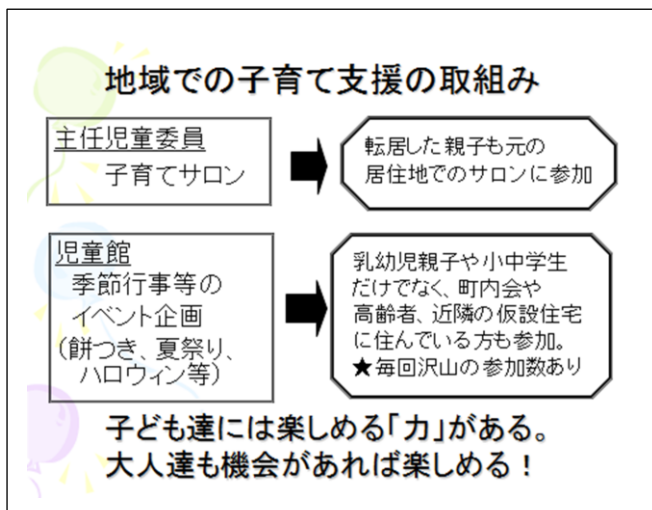 地域での子育て支援の取組み
主任児童委員
子育てサロン
転居した親子も元の
居住地でのサロンに参加
児童館
季節行事等の
イベント企画
(餅つき、夏祭り、
ハロウィン等)
乳幼児親子や小中学生
だけでなく、町内会や
高齢者、近隣の仮設住宅
に住んでいる方も参加。
★毎回沢山の参加数あり
子ども達には楽しめる「力」がある。
大人達も機会があれば楽しめる！